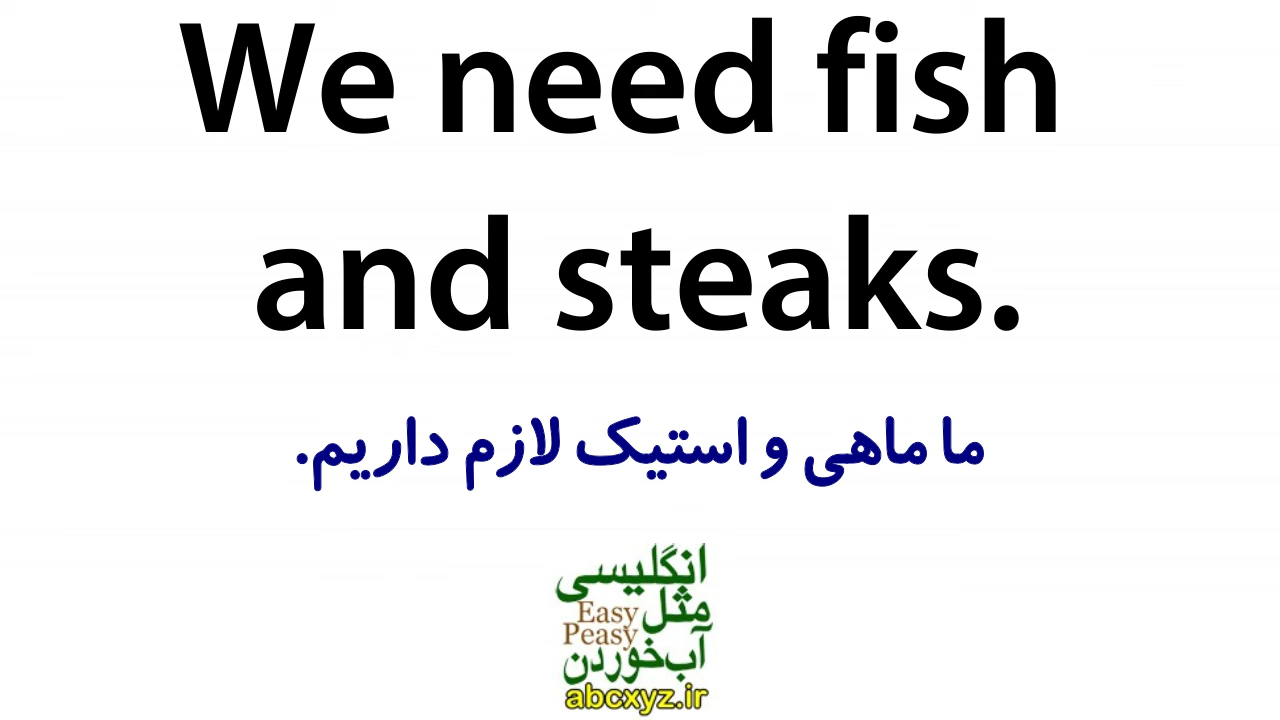 We need fish
and steaks.
ما ماهی و استیک لازم داریم.
انگلیسی
مثل
Easy
Peasy
آب‌خوردن
abcxyz.ir